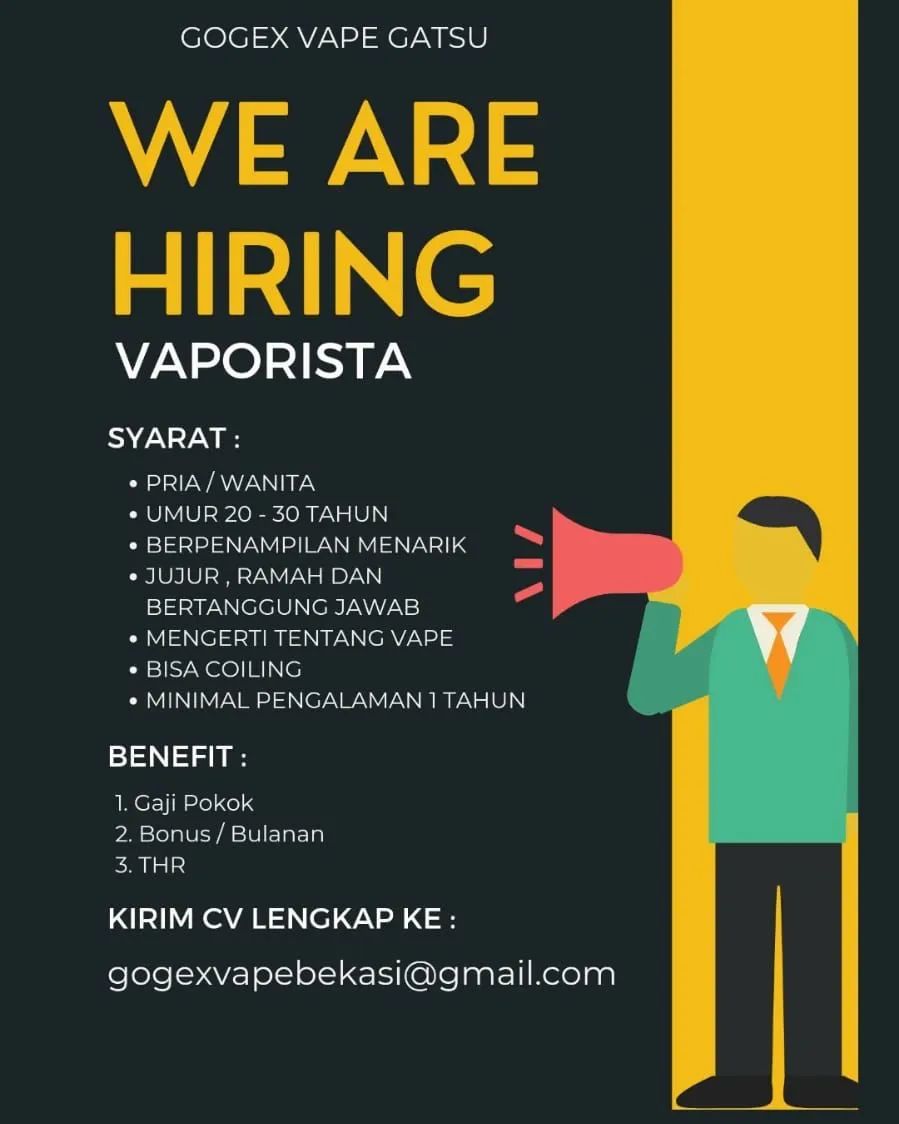 GOGEX VAPE GATSU
WE ARE
HIRING
VAPORISTA
SYARAT :
• PRIA / WANITA
• UMUR 20 - 30 TAHUN
• BERPENAMPILAN MENARIK
• JUJUR , RAMAH DAN
BERTANGGUNG JAWAB
• MENGERTI TENTANG VAPE
• BISA COILING
• MINIMAL PENGALAMAN 1 TAHUN
BENEFIT :
1. Gaji Pokok
2. Bonus / Bulanan
3. THR
KIRIM CV LENGKAP KE :
gogexvapebekasi@gmail.com